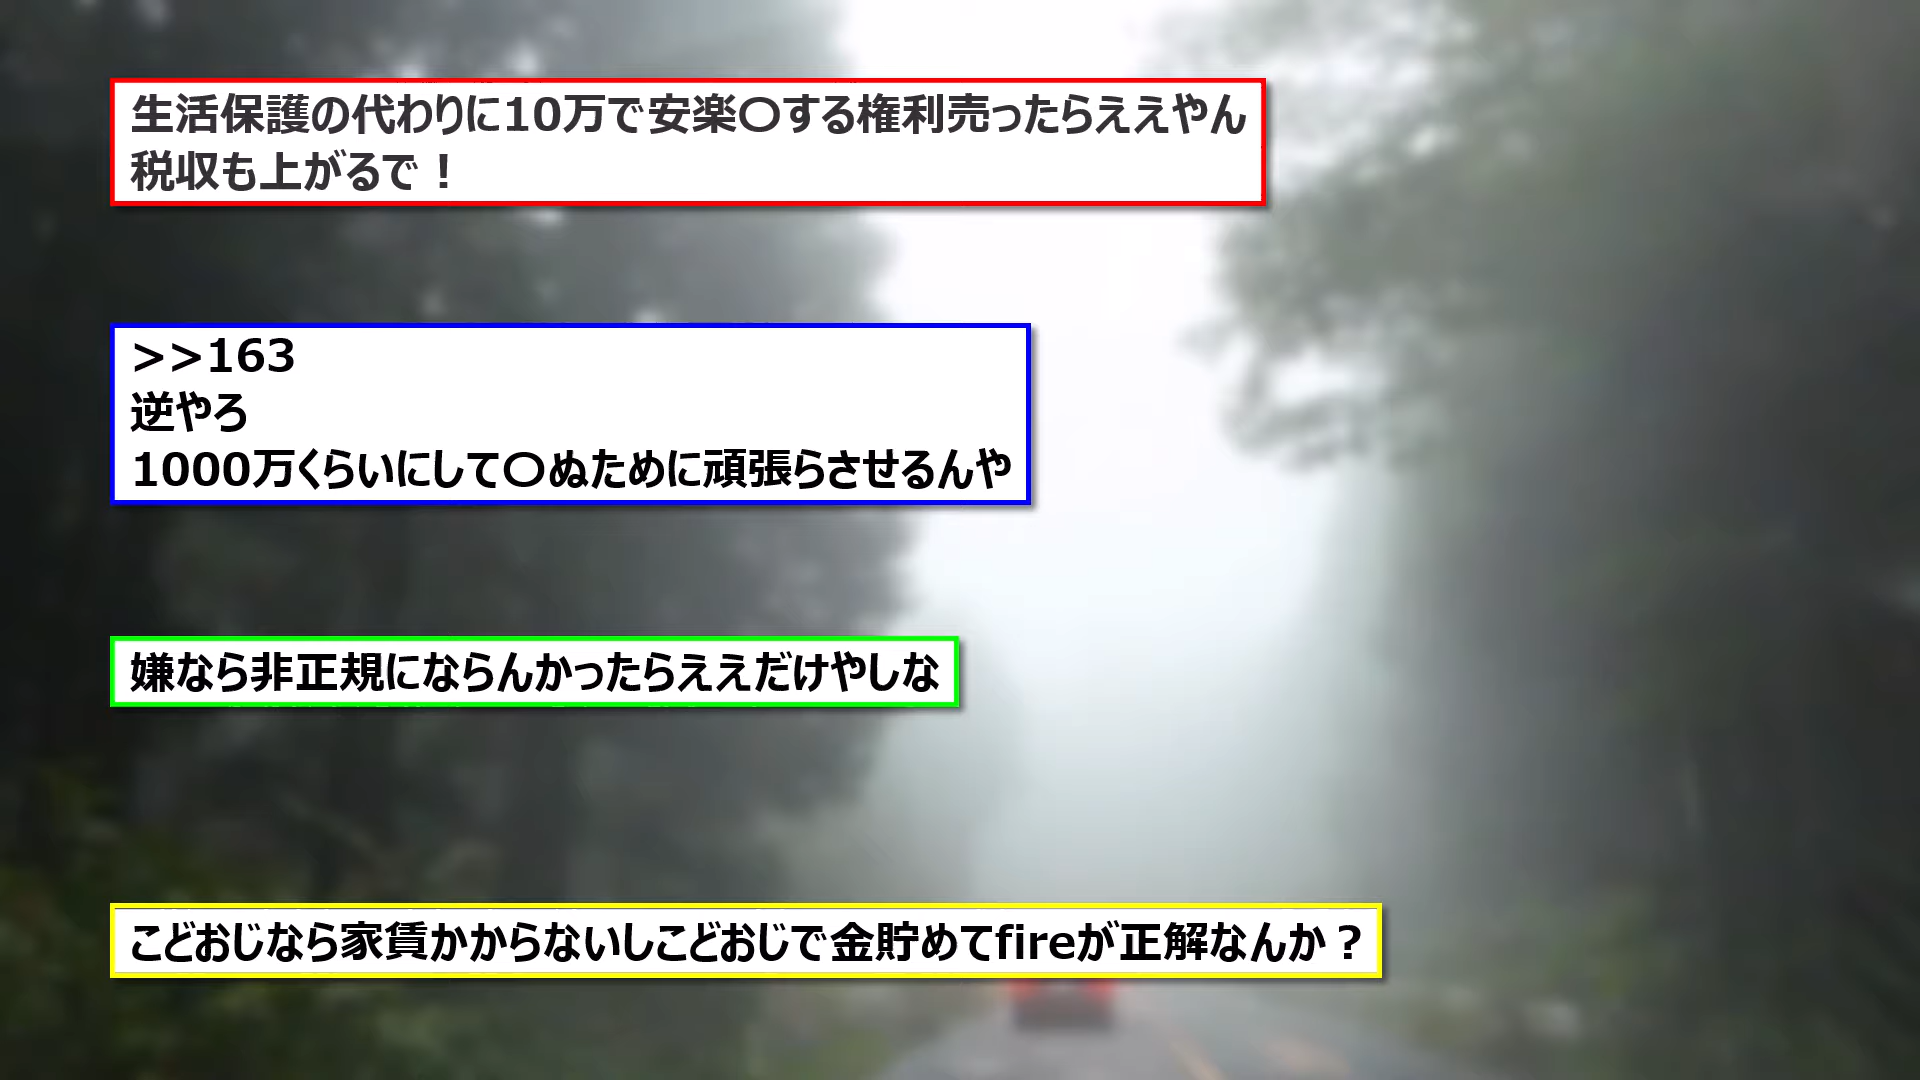 生活保護の代わりに10万で安楽〇する権利売ったらええやん
税収も上がるで！
>>163
逆やろ
1000万くらいにして〇ぬために頑張らさせるんや
嫌なら非正規にならんかったらええだけやしな
こどおじなら家賃かからないしこどおじで金貯めてfireが正解なんか？